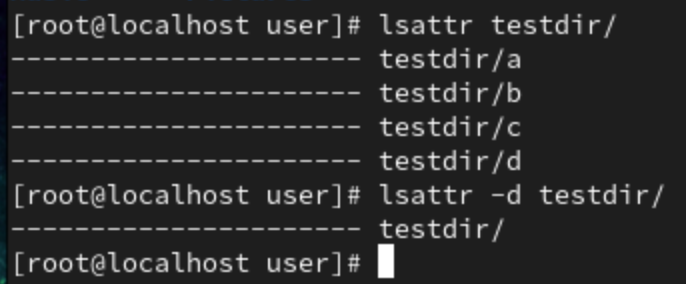 [root@localhost user]# lsattr testdir/
---------------------- testdir/a
---------------------- testdir/b
---------------------- testdir/c
---------------------- testdir/d
[root@localhost user]# lsattr -d testdir/
---------------------- testdir/
[root@localhost user]#